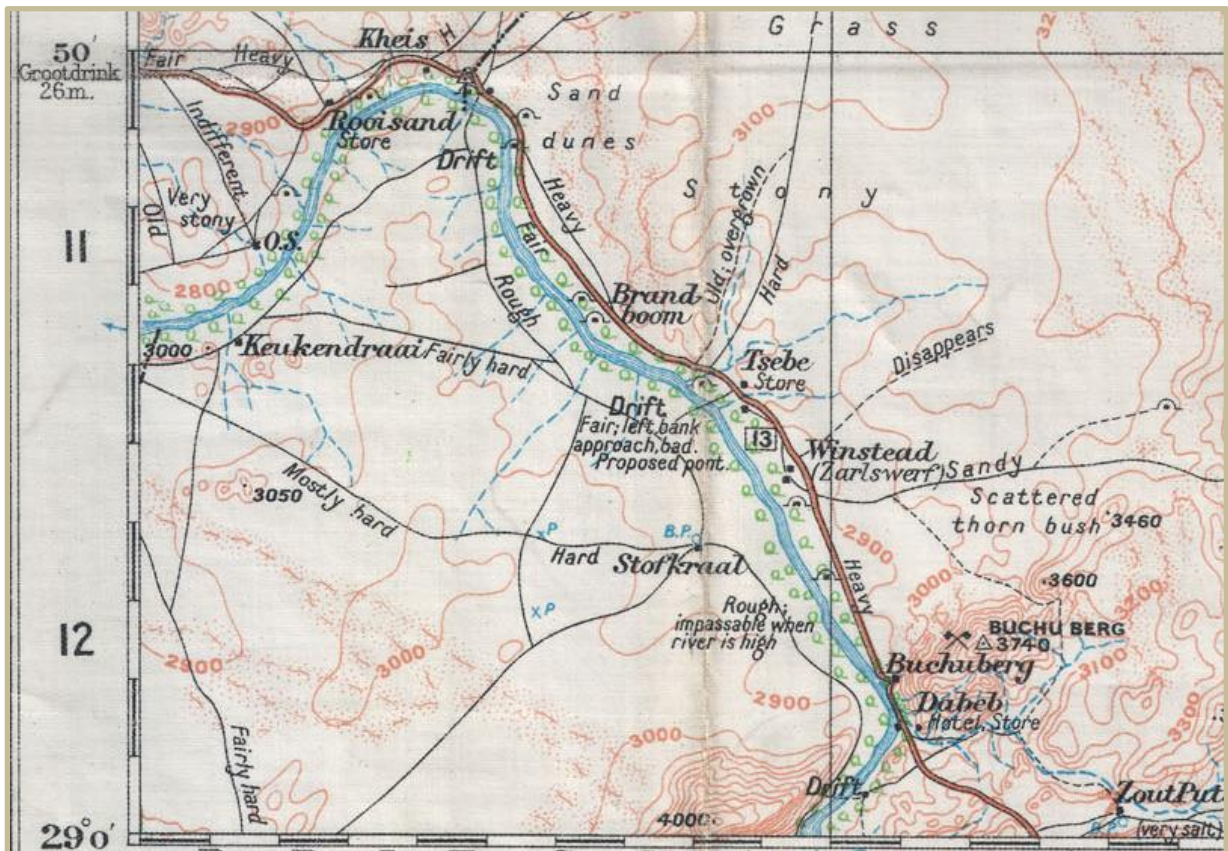 50'
Grootdrink
26m.
Fair
Heavy
Kheis
H
Grass
3100
Sand
dunes
Indifferent
2900
Rooisand
Store
Drift
Heavy
Stony
Old
Very
stony
11
O.S.
2800
Fair
Rough
Brand
boom
Old; overgrown
Hard
Disappears
3000
Keukendraai
Fairly hard
Tsebe
Store
Drift
Fair; left bank
approach, bad.
Proposed pont.
13
Winstead
(Zarlswerf)
Sandy
Scattered
thorn bush
3460
Mostly hard
3050
P
B.P.
Hard
Stofkraal
2900
Heavy
3000
3600
3200
P
Rough;
impassable when
river is high
12
BUCHU BERG
3740
3100
Buchuberg
2900
3000
2900
3000
Dabeb
Hotel, Store
3300
Fairly hard
Drift
Zout Put
(very salt)
29°0'
4000